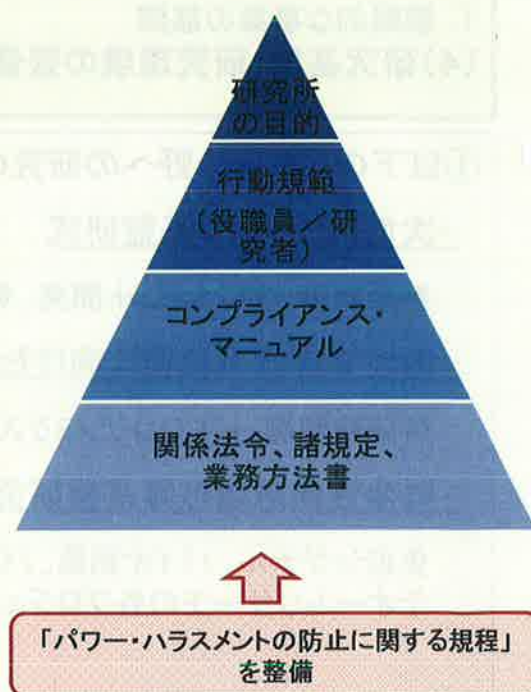 研究所
の目的
行動規範
(役職員／研
究者)
コンプライアンス・
マニュアル
関係法令、諸規定、
業務方法書
「パワー・ハラスメントの防止に関する規程」
を整備